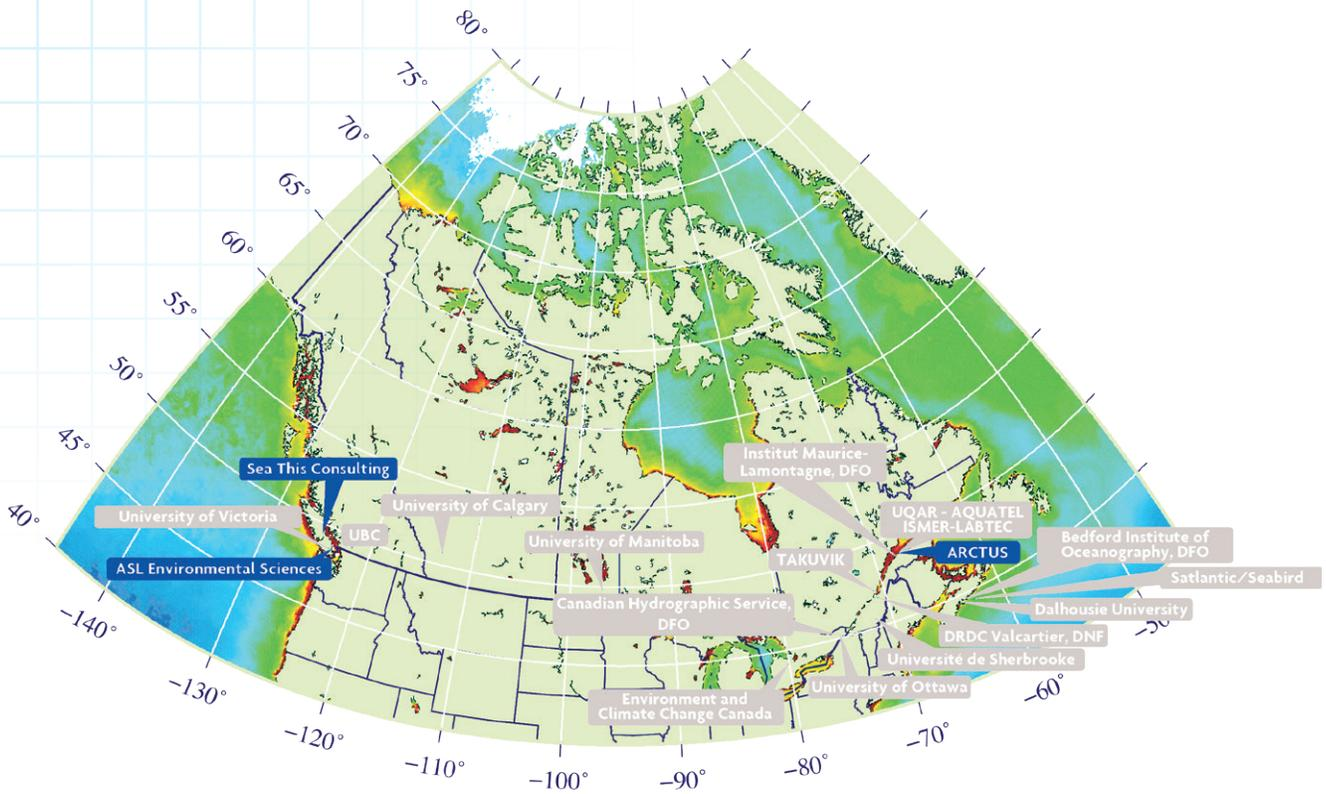 80°
75°
70°
65°
60°
55°
50°
45°
40°
Sea This Consulting
University of Victoria
UBC
ASL Environmental Sciences
University of Calgary
University of Manitoba
Institut Maurice-
Lamontagne, DFO
UQAR - AQUATEL
ISMER-LABTEC
ARCTUS
TAKUVIK
Bedford Institute of
Oceanography, DFO
Satlantic/Seabird
Dalhousie University
Canadian Hydrographic Service,
DFO
DRDC Valcartier, DNF
Université de Sherbrooke
University of Ottawa
Environment and
Climate Change Canada
-140°
-130°
-120°
-110°
-100°
-90°
-80°
-70°
-60°
-50°